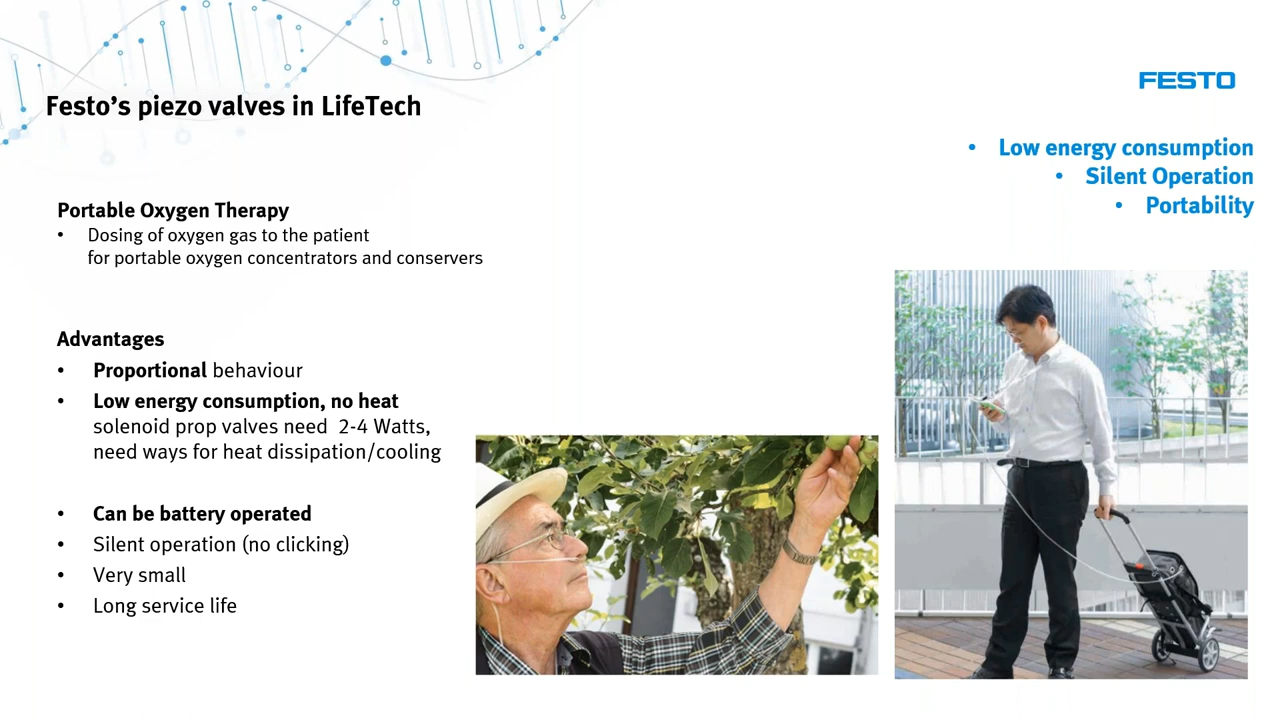 FESTO
Festo’s piezo valves in LifeTech
• Low energy consumption
• Silent Operation
• Portability
Portable Oxygen Therapy
• Dosing of oxygen gas to the patient
for portable oxygen concentrators and conservers
Advantages
• Proportional behaviour
• Low energy consumption, no heat
solenoid prop valves need  2-4 Watts,
need ways for heat dissipation/cooling
• Can be battery operated
• Silent operation (no clicking)
• Very small
• Long service life